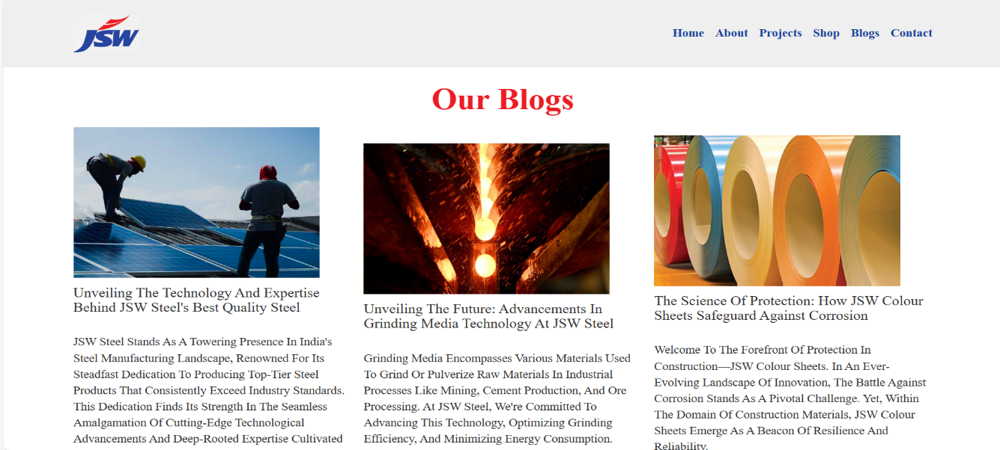 JSW
Home About Projects Shop Blogs Contact
Our Blogs
Unveiling The Technology And Expertise
Behind JSW Steel's Best Quality Steel
JSW Steel Stands As A Towering Presence In India's
Steel Manufacturing Landscape, Renowned For Its
Steadfast Dedication To Producing Top-Tier Steel
Products That Consistently Exceed Industry Standards.
This Dedication Finds Its Strength In The Seamless
Amalgamation Of Cutting-Edge Technological
Advancements And Deep-Rooted Expertise Cultivated
Unveiling The Future: Advancements In
Grinding Media Technology At JSW Steel
Grinding Media Encompasses Various Materials Used
To Grind Or Pulverize Raw Materials In Industrial
Processes Like Mining, Cement Production, And Ore
Processing. At JSW Steel, We're Committed To
Advancing This Technology, Optimizing Grinding
Efficiency, And Minimizing Energy Consumption.
The Science Of Protection: How JSW Colour
Sheets Safeguard Against Corrosion
Welcome To The Forefront Of Protection In
Construction—JSW Colour Sheets. In An Ever-
Evolving Landscape Of Innovation, The Battle Against
Corrosion Stands As A Pivotal Challenge. Yet, Within
The Domain Of Construction Materials, JSW Colour
Sheets Emerge As A Beacon Of Resilience And
Reliability.